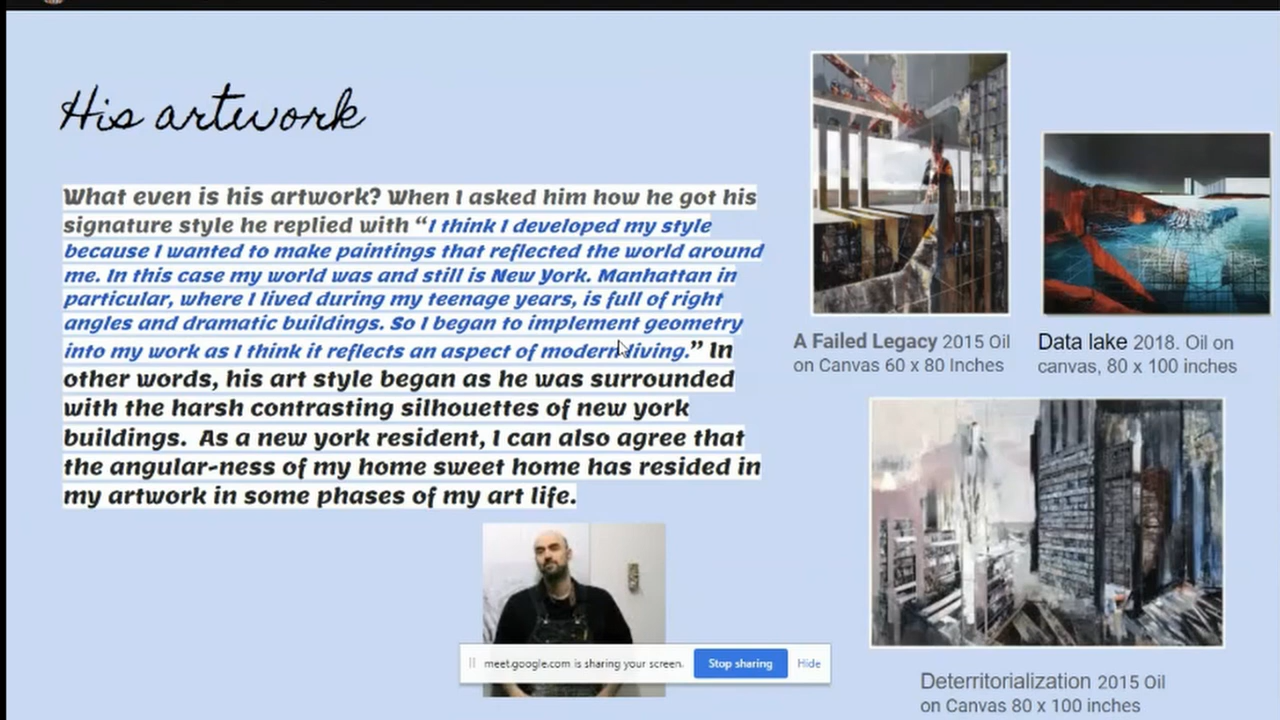 His artwork
What even is his artwork? When I asked him how he got his
signature style he replied with “I think I developed my style
because I wanted to make paintings that reflected the world around
me. In this case my world was and still is New York. Manhattan in
particular, where I lived during my teenage years, is full of right
angles and dramatic buildings. So I began to implement geometry
into my work as I think it reflects an aspect of modern living.” In
other words, his art style began as he was surrounded
with the harsh contrasting silhouettes of new york
buildings. As a new york resident, I can also agree that
the angular-ness of my home sweet home has resided in
my artwork in some phases of my art life.
A Failed Legacy 2015 Oil
on Canvas 60 x 80 Inches
Data lake 2018. Oil on
canvas, 80 x 100 inches
Deterritorialization 2015 Oil
on Canvas 80 x 100 inches
meet.google.com is sharing your screen.
Stop sharing
Hide